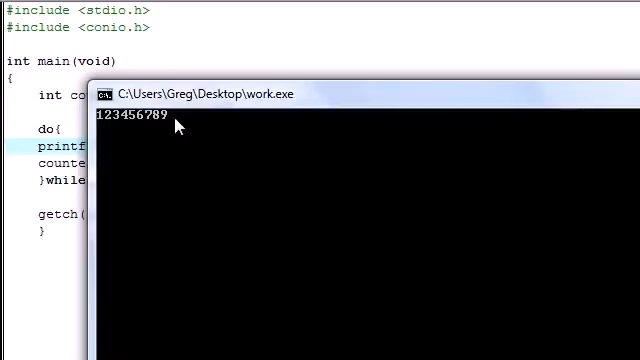 #include <stdio.h>
#include <conio.h>
int main(void)
{
int co
do{
printf
counte
}while
getch(
}
C:\Users\Greg\Desktop\work.exe
123456789